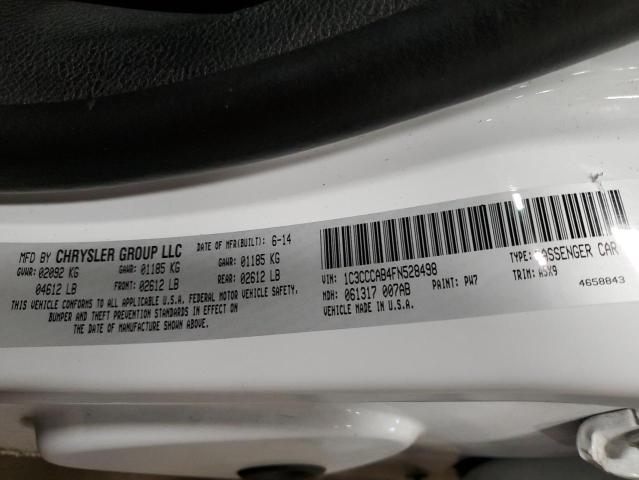 MFD BY CHRYSLER GROUP LLC DATE OF MFR(BUILT): 6-14
GVWR: 02092 KG GAWR: 01185 KG GAWR: 01185 KG
04612 LB FRONT: 02612 LB REAR: 02612 LB
THIS VEHICLE CONFORMS TO ALL APPLICABLE U.S.A. FEDERAL MOTOR VEHICLE SAFETY,
BUMPER AND THEFT PREVENTION STANDARDS IN EFFECT ON
THE DATE OF MANUFACTURE SHOWN ABOVE.
VIN: 1C3CCCAB4FN528498 TYPE: PASSENGER CAR
MDH: 061317 007AB PAINT: PW7 TRIM:
VEHICLE MADE IN U.S.A. 4658843